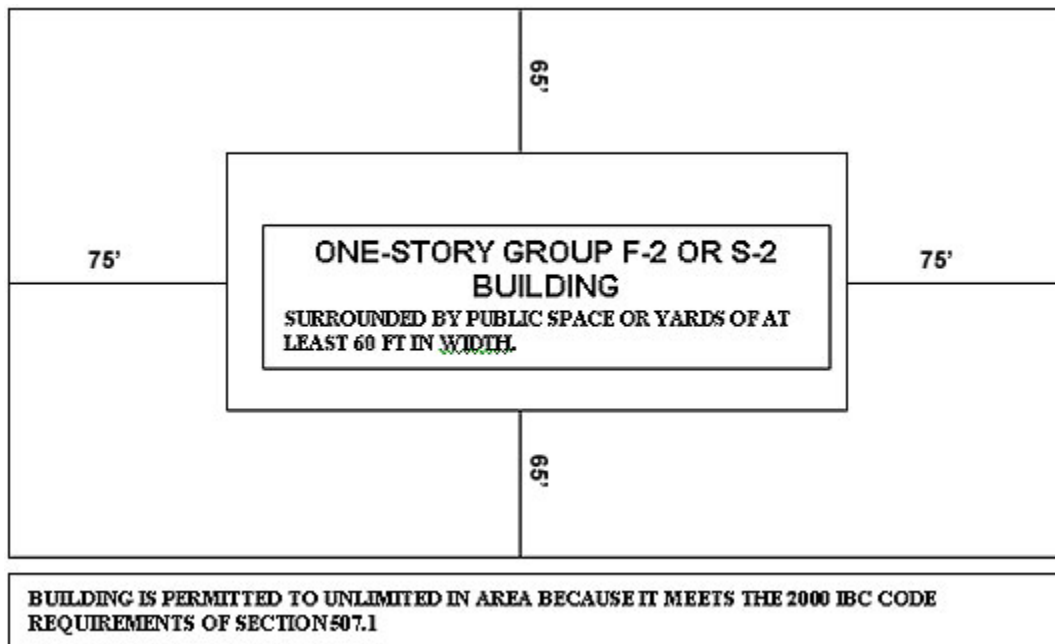 65'
ONE-STORY GROUP F-2 OR S-2
BUILDING
SURROUNDED BY PUBLIC SPACE OR YARDS OF AT
LEAST 60 FT IN WIDTH.
75'
75'
65'
BUILDING IS PERMITTED TO UNLIMITED IN AREA BECAUSE IT MEETS THE 2000 IBC CODE
REQUIREMENTS OF SECTION 507.1